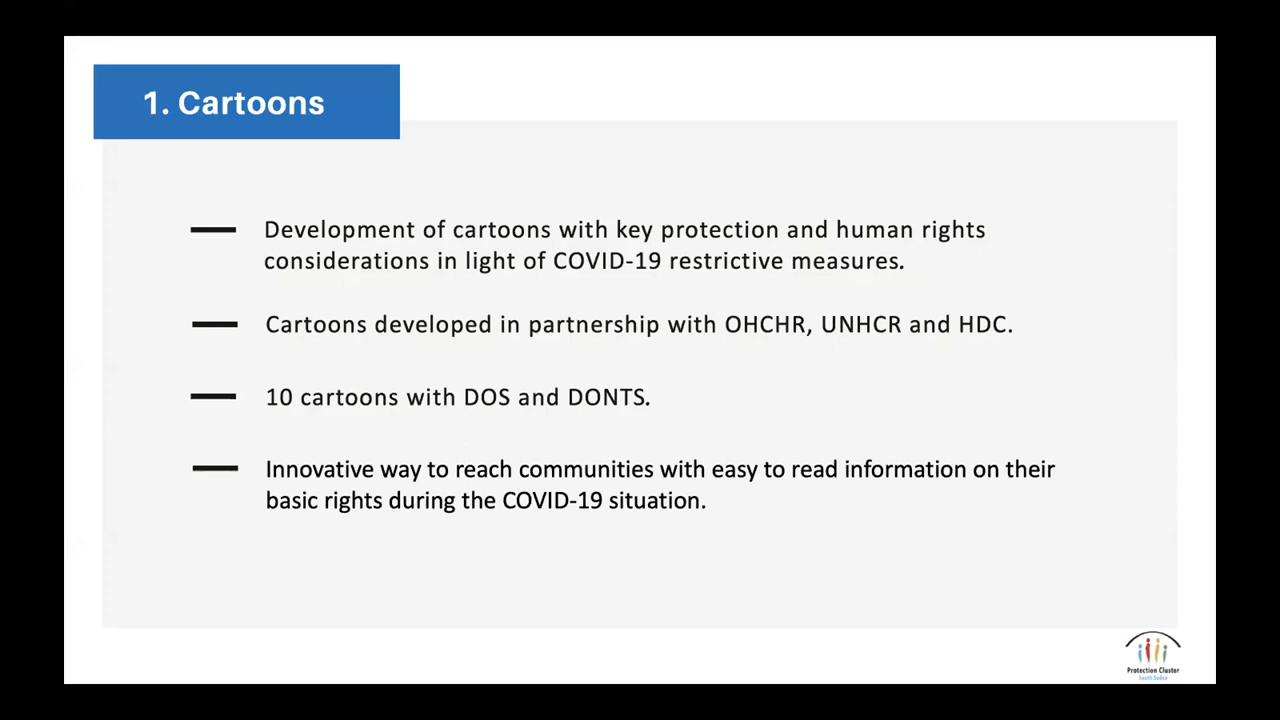 1. Cartoons
Development of cartoons with key protection and human rights
considerations in light of COVID-19 restrictive measures.
Cartoons developed in partnership with OHCHR, UNHCR and HDC.
10 cartoons with DOS and DONTS.
Innovative way to reach communities with easy to read information on their
basic rights during the COVID-19 situation.
Protection Cluster
South Sudan